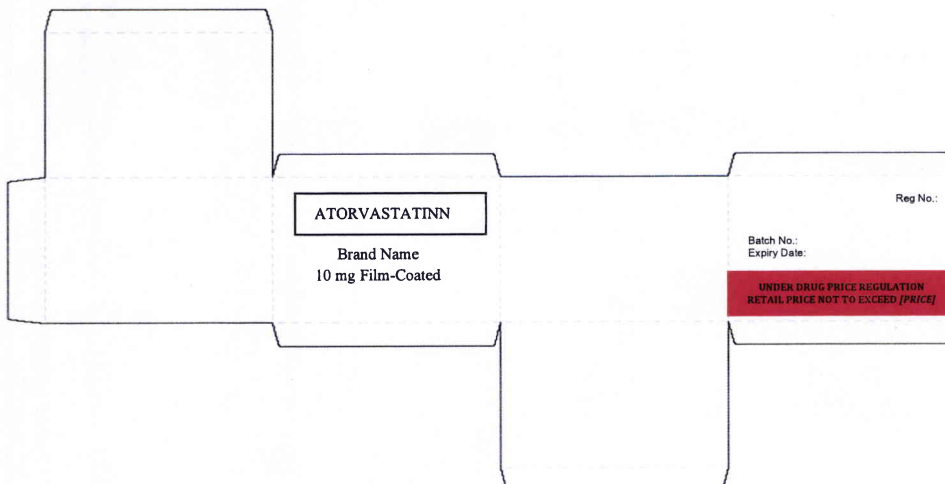 ATORVASTATINN
Brand Name
10 mg Film-Coated
Reg No.:
Batch No.:
Expiry Date:
UNDER DRUG PRICE REGULATION
RETAIL PRICE NOT TO EXCEED [PRICE]